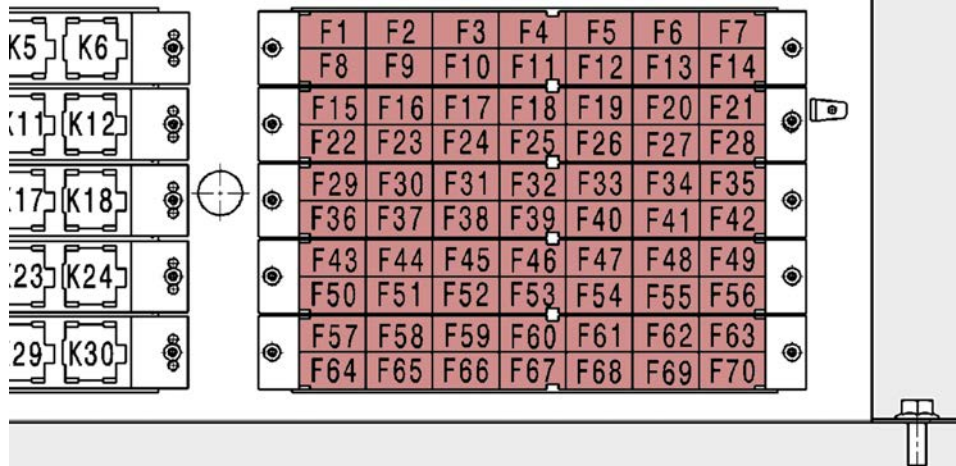 K5 K6
F1 F2 F3 F4 F5 F6 F7
F8 F9 F10 F11 F12 F13 F14
K11 K12
F15 F16 F17 F18 F19 F20 F21
F22 F23 F24 F25 F26 F27 F28
K18
F29 F30 F31 F32 F33 F34 F35
F36 F37 F38 F39 F40 F41 F42
K24
F43 F44 F45 F46 F47 F48 F49
F50 F51 F52 F53 F54 F55 F56
K30
F57 F58 F59 F60 F61 F62 F63
F64 F65 F66 F67 F68 F69 F70